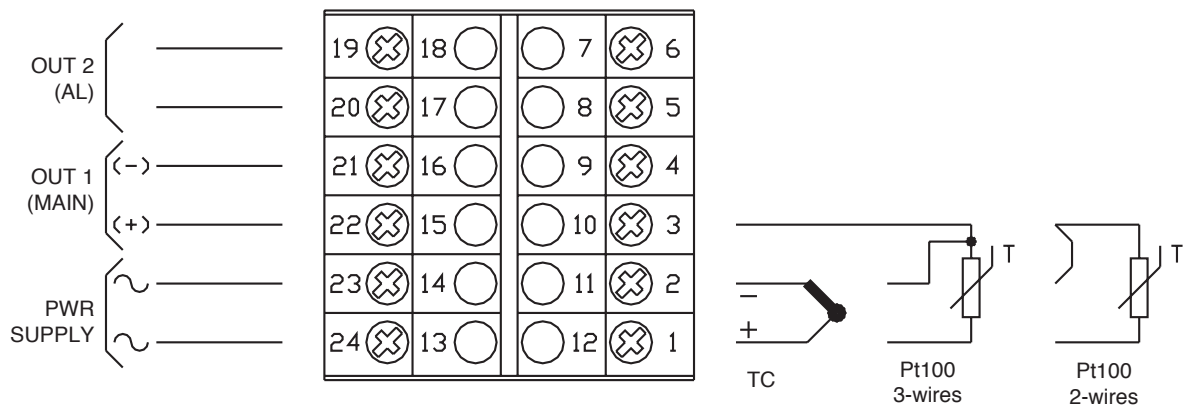 OUT 2
(AL)
19 18 7 6
20 17 8 5
OUT 1
(MAIN)
(-)
21 16 9 4
(+)
22 15 10 3
PWR
SUPPLY
23 14 11 2
24 13 12 1
−
+
TC
T
Pt100
3-wires
T
Pt100
2-wires